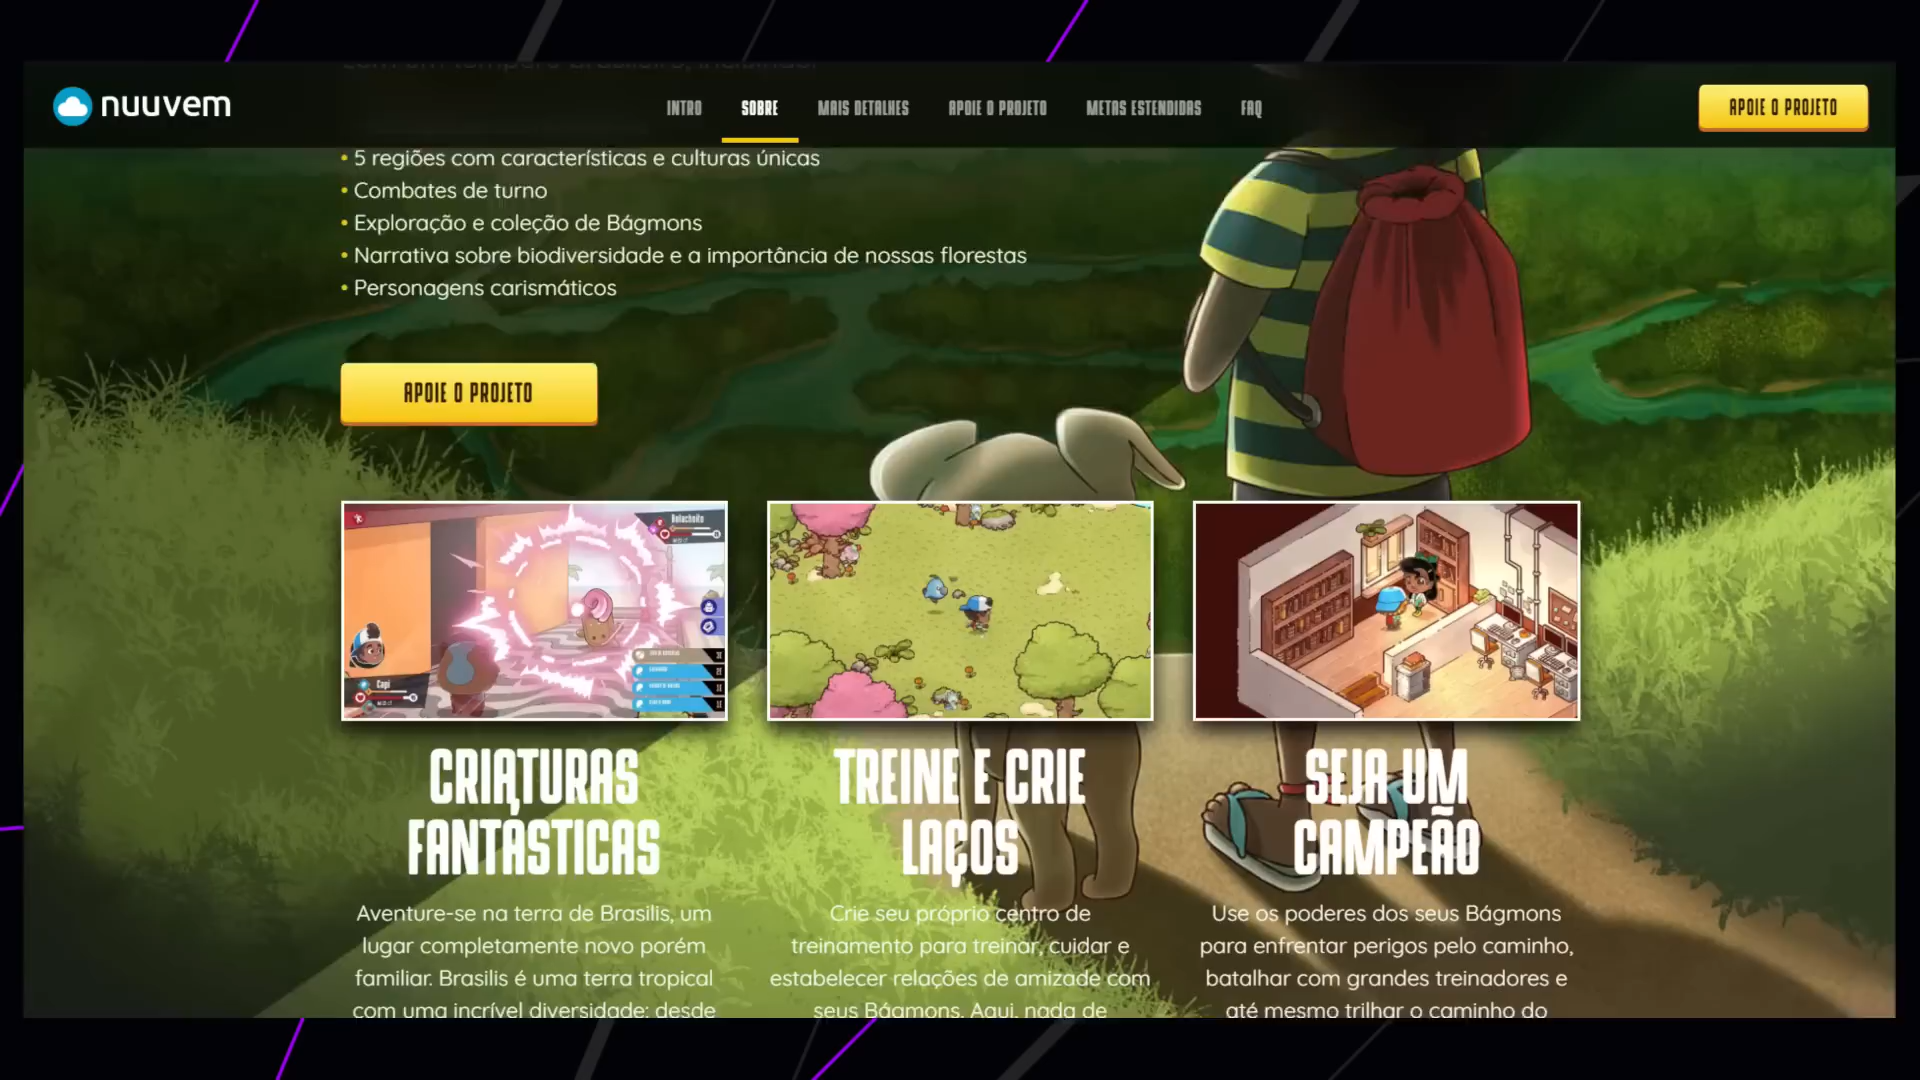 nuuvem
INTRO
SOBRE
MAIS DETALHES
APOIE O PROJETO
METAS ESTENDIDAS
FAQ
APOIE O PROJETO
• 5 regiões com características e culturas únicas
• Combates de turno
• Exploração e coleção de Bágmons
• Narrativa sobre biodiversidade e a importância de nossas florestas
• Personagens carismáticos
APOIE O PROJETO
Bolachoito
Capi
CRIATURAS
FANTÁSTICAS
Aventure-se na terra de Brasilis, um
lugar completamente novo porém
familiar. Brasilis é uma terra tropical
com uma incrível diversidade: desde
TREINE E CRIE
LAÇOS
Crie seu próprio centro de
treinamento para treinar, cuidar e
estabelecer relações de amizade com
seus Bágmons. Aqui, nada de
SEJA UM
CAMPEÃO
Use os poderes dos seus Bágmons
para enfrentar perigos pelo caminho,
batalhar com grandes treinadores e
até mesmo trilhar o caminho do